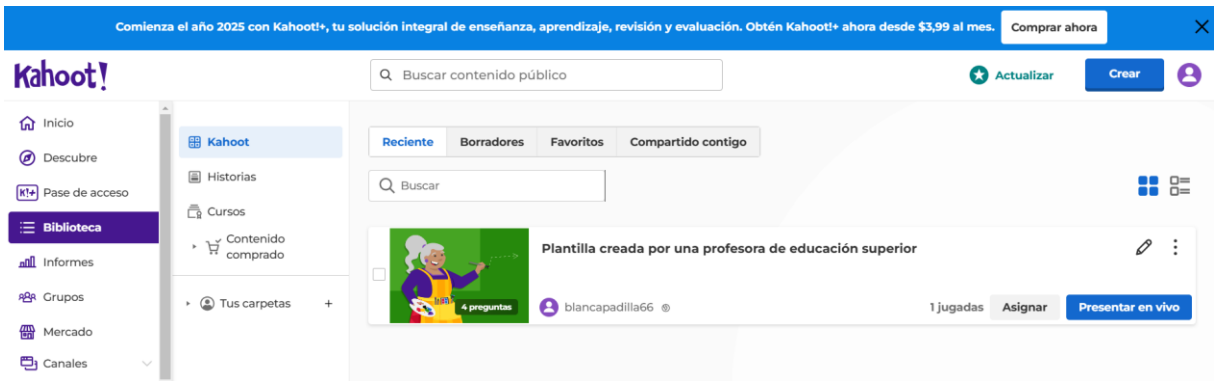 Comienza el año 2025 con Kahoot!+, tu solución integral de enseñanza, aprendizaje, revisión y evaluación. Obtén Kahoot!+ ahora desde $3,99 al mes. Comprar ahora
Kahoot!
Buscar contenido público
Actualizar
Crear
Inicio
Descubre
K!+ Pase de acceso
Biblioteca
Informes
Grupos
Mercado
Canales
Kahoot
Historias
Cursos
Contenido
comprado
Tus carpetas +
Reciente Borradores Favoritos Compartido contigo
Buscar
Plantilla creada por una profesora de educación superior
4 preguntas
blancapadilla66
1 jugadas Asignar Presentar en vivo